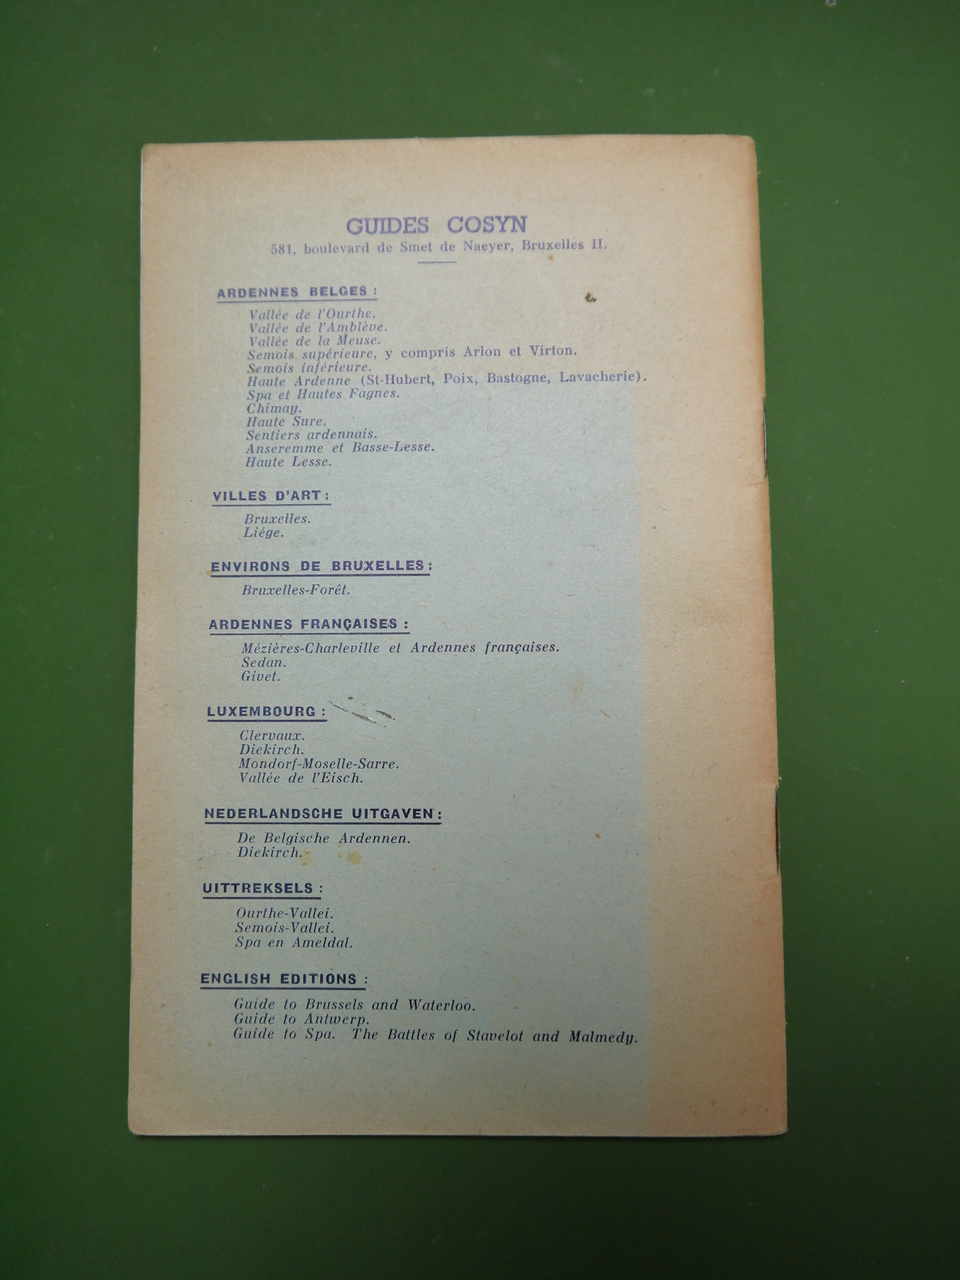 GUIDES COSYN
581, boulevard de Smet de Naeyer, Bruxelles II.
ARDENNES BELGES :
Vallée de l'Ourthe.
Vallée de l'Amblève.
Vallée de la Meuse.
Semois supérieure, y compris Arlon et Virton.
Semois inférieure.
Haute Ardenne (St-Hubert, Poix, Bastogne, Lavacherie).
Spa et Hautes Fagnes.
Chimay.
Haute Sure.
Sentiers ardennais.
Anseremme et Basse-Lesse.
Haute Lesse.
VILLES D'ART :
Bruxelles.
Liége.
ENVIRONS DE BRUXELLES :
Bruxelles-Forêt.
ARDENNES FRANÇAISES :
Mézières-Charleville et Ardennes françaises.
Sedan.
Givet.
LUXEMBOURG :
Clervaux.
Diekirch.
Mondorf-Moselle-Sarre.
Vallée de l'Eisch.
NEDERLANDSCHE UITGAVEN :
De Belgische Ardennen.
Diekirch.
UITTREKSELS :
Ourthe-Vallei.
Semois-Vallei.
Spa en Ameldal.
ENGLISH EDITIONS :
Guide to Brussels and Waterloo.
Guide to Antwerp.
Guide to Spa. The Battles of Stavelot and Malmedy.